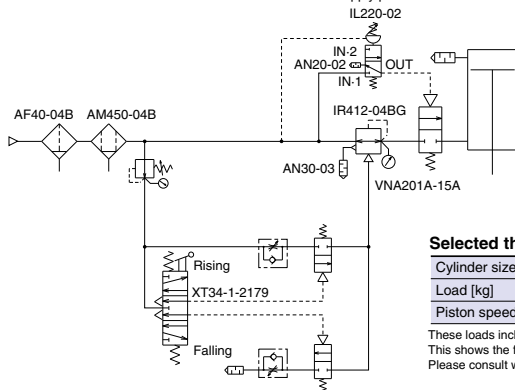 IL220-02
IN·2
AN20-02
OUT
IN·1
AF40-04B
AM450-04B
IR412-04BG
AN30-03
VNA201A-15A
Rising
XT34-1-2179
Falling
Selected
Cylinder size
Load [kg]
Piston speed
These loads
This shows the
Please consult